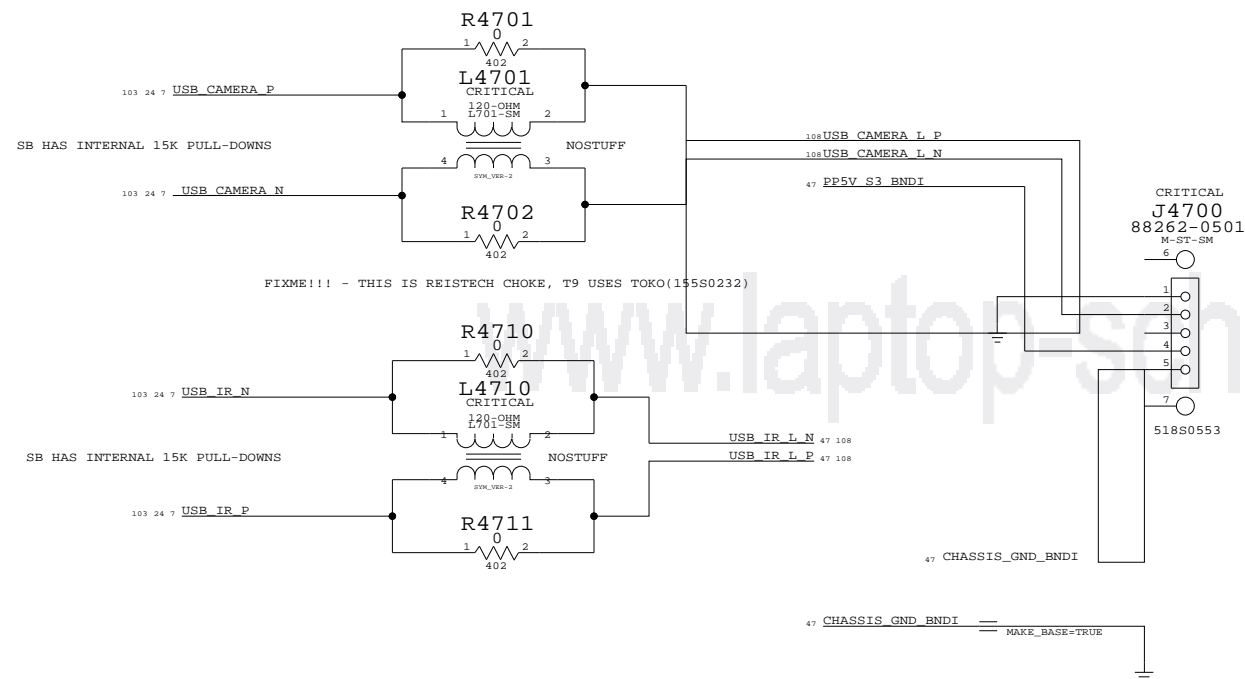 R4701
0
1 2
402
L4701
CRITICAL
120-OHM
L701-SM
1 2
103 24 7 USB_CAMERA_P
SB HAS INTERNAL 15K PULL-DOWNS
NOSTUFF
4 3
SYM_VER-2
103 24 7 USB_CAMERA_N
R4702
0
1 2
402
108 USB_CAMERA_L_P
108 USB_CAMERA_L_N
47 PP5V_S3_BNDI
CRITICAL
J4700
88262-0501
M-ST-SM
6
1
2
3
4
5
7
518S0553
FIXME!!! - THIS IS REISTECH CHOKE, T9 USES TOKO(155S0232)
www.laptop-sch
R4710
0
1 2
402
L4710
CRITICAL
120-OHM
L701-SM
1 2
103 24 7 USB_IR_N
SB HAS INTERNAL 15K PULL-DOWNS
NOSTUFF
4 3
SYM_VER-2
103 24 7 USB_IR_P
R4711
0
1 2
402
USB_IR_L_N 47 108
USB_IR_L_P 47 108
47 CHASSIS_GND_BNDI
47 CHASSIS_GND_BNDI
MAKE_BASE=TRUE